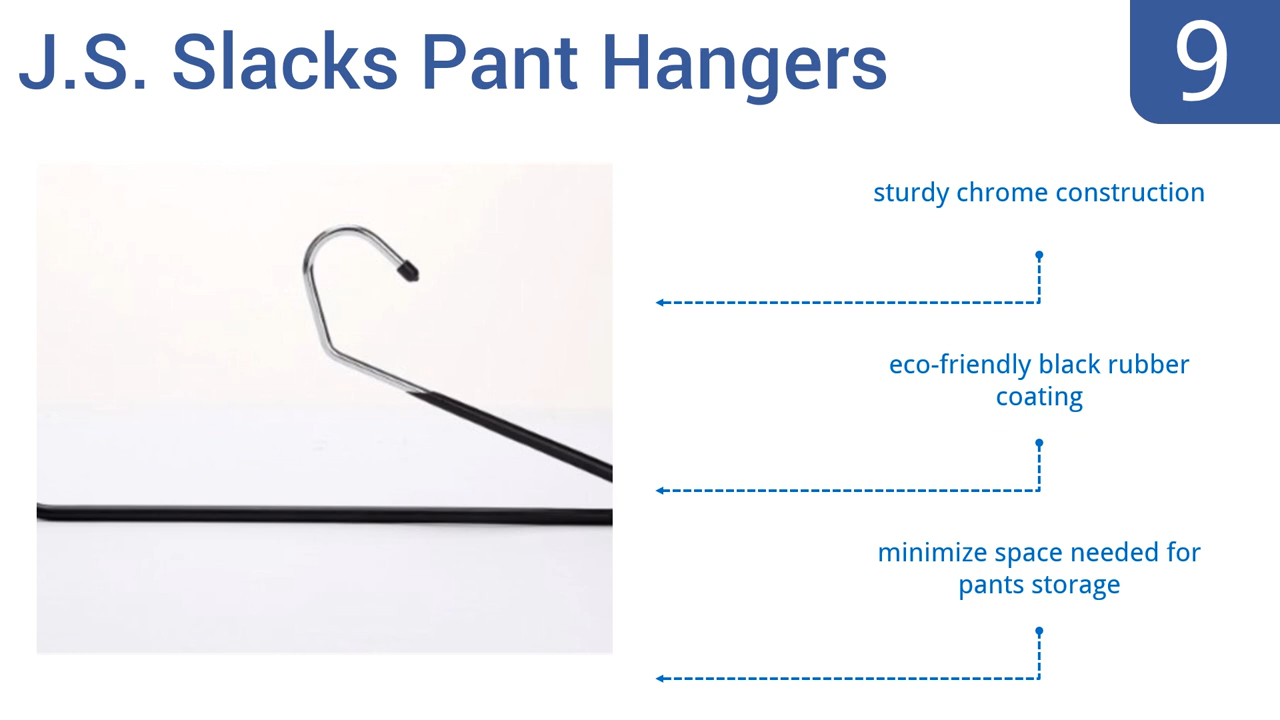 J.S. Slacks Pant Hangers
9
sturdy chrome construction
eco-friendly black rubber
coating
minimize space needed for
pants storage